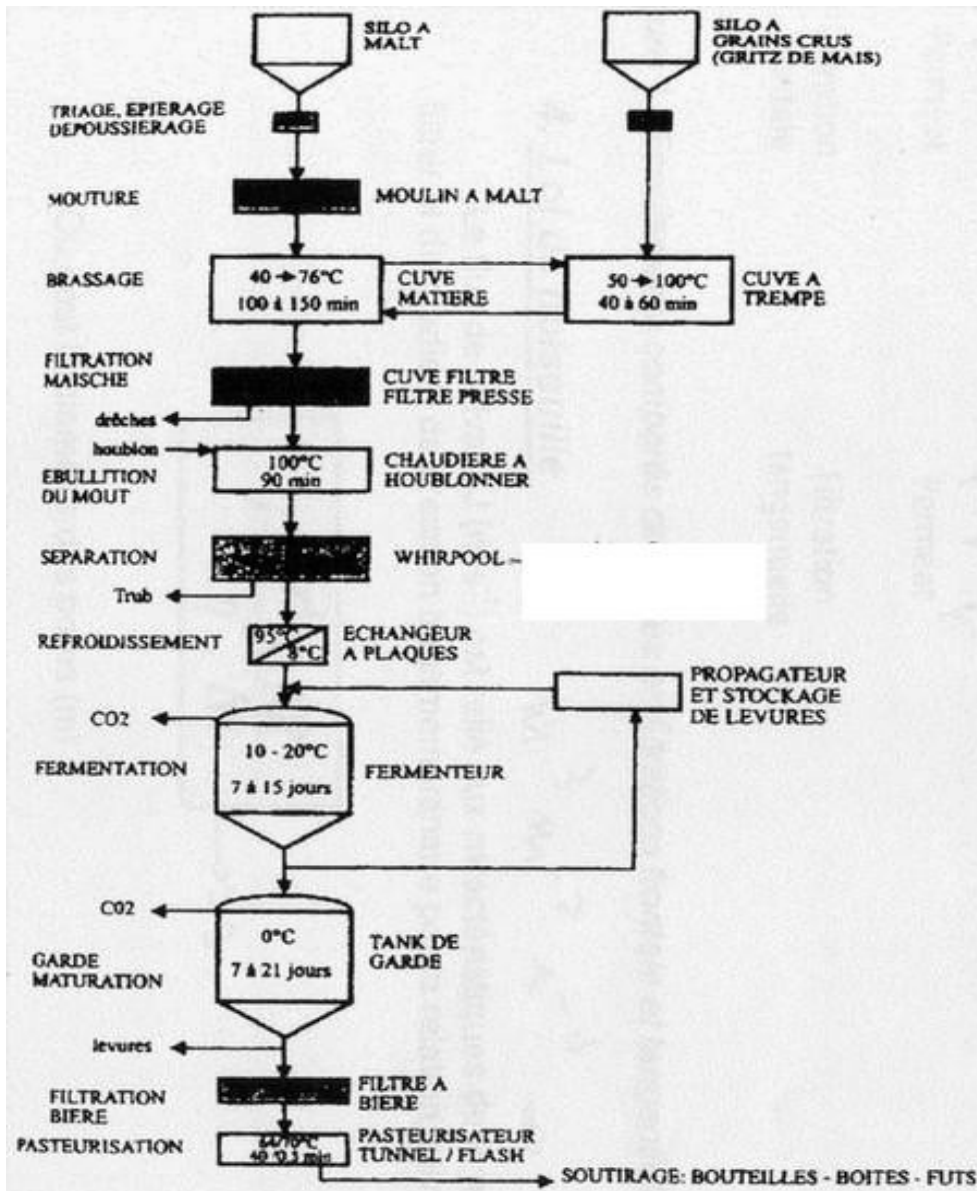 SILO A
MALT
SILO A
GRAINS CRUS
(GRITZ DE MAIS)
TRIAGE, EPIERAGE
DEPOUSSIERAGE
MOUTURE
MOULIN A MALT
BRASSAGE
40 → 76°C
100 à 150 min
CUVE
MATIERE
50 → 100°C
40 à 60 min
CUVE A
TREMPE
FILTRATION
MAISCHE
CUVE FILTRE
FILTRE PRESSE
drêches
houblon
EBULLITION
DU MOUT
100°C
90 min
CHAUDIERE A
HOUBLONNER
SEPARATION
WHIRPOOL
Trub
REFROIDISSEMENT
95°C
8°C
ECHANGEUR
A PLAQUES
PROPAGATEUR
ET STOCKAGE
DE LEVURES
CO2
FERMENTATION
10 - 20°C
7 à 15 jours
FERMENTEUR
C02
GARDE
MATURATION
0°C
7 à 21 jours
TANK DE
GARDE
levures
FILTRATION
BIERE
FILTRE A
BIERE
PASTEURISATION
PASTEURISATEUR
TUNNEL / FLASH
SOUTIRAGE: BOUTEILLES - BOITES - FUTS